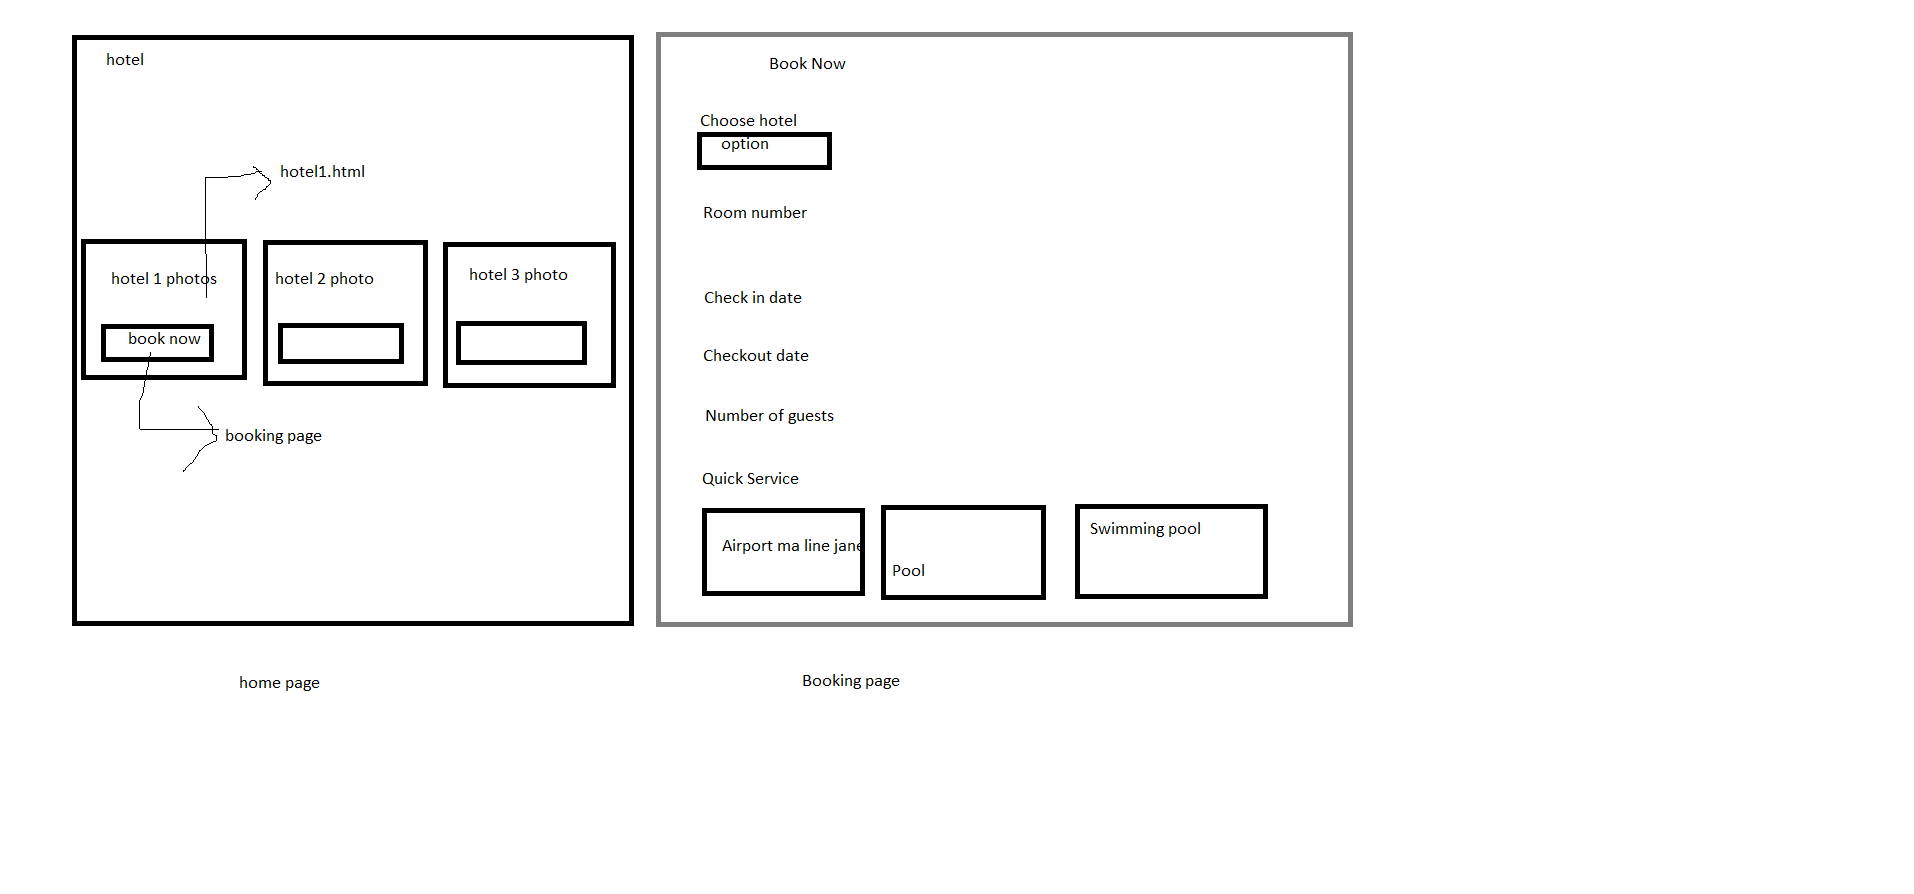 hotel
hotel1.html
hotel 1 photos
hotel 2 photo
hotel 3 photo
book now
booking page
home page
Book Now
Choose hotel
option
Room number
Check in date
Checkout date
Number of guests
Quick Service
Airport ma line jane
Pool
Swimming pool
Booking page